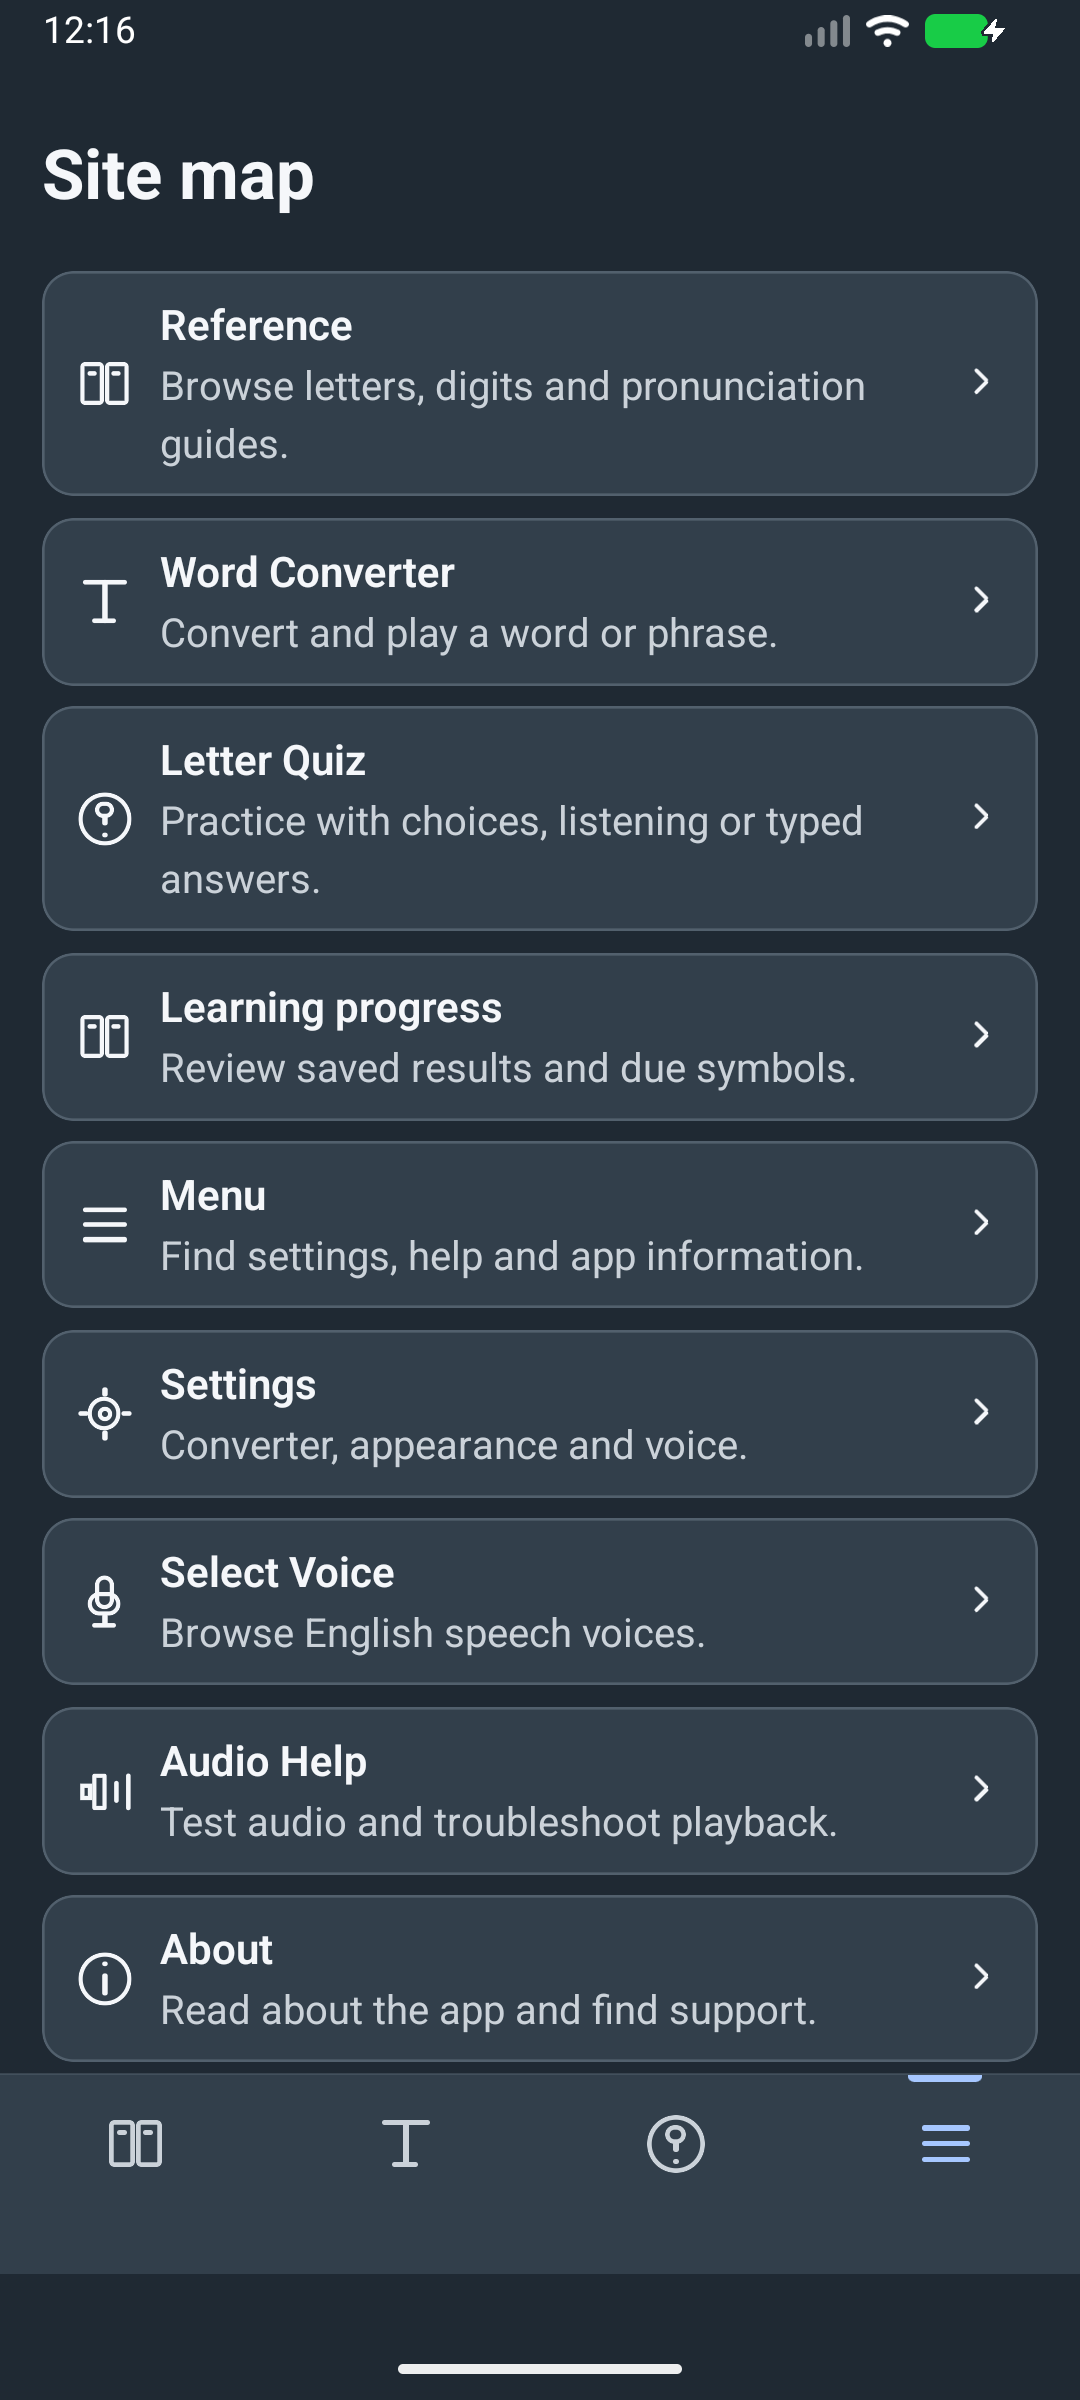 12:16
Site map
Reference
Browse letters, digits and pronunciation
guides.
Word Converter
Convert and play a word or phrase.
Letter Quiz
Practice with choices, listening or typed
answers.
Learning progress
Review saved results and due symbols.
Menu
Find settings, help and app information.
Settings
Converter, appearance and voice.
Select Voice
Browse English speech voices.
Audio Help
Test audio and troubleshoot playback.
About
Read about the app and find support.